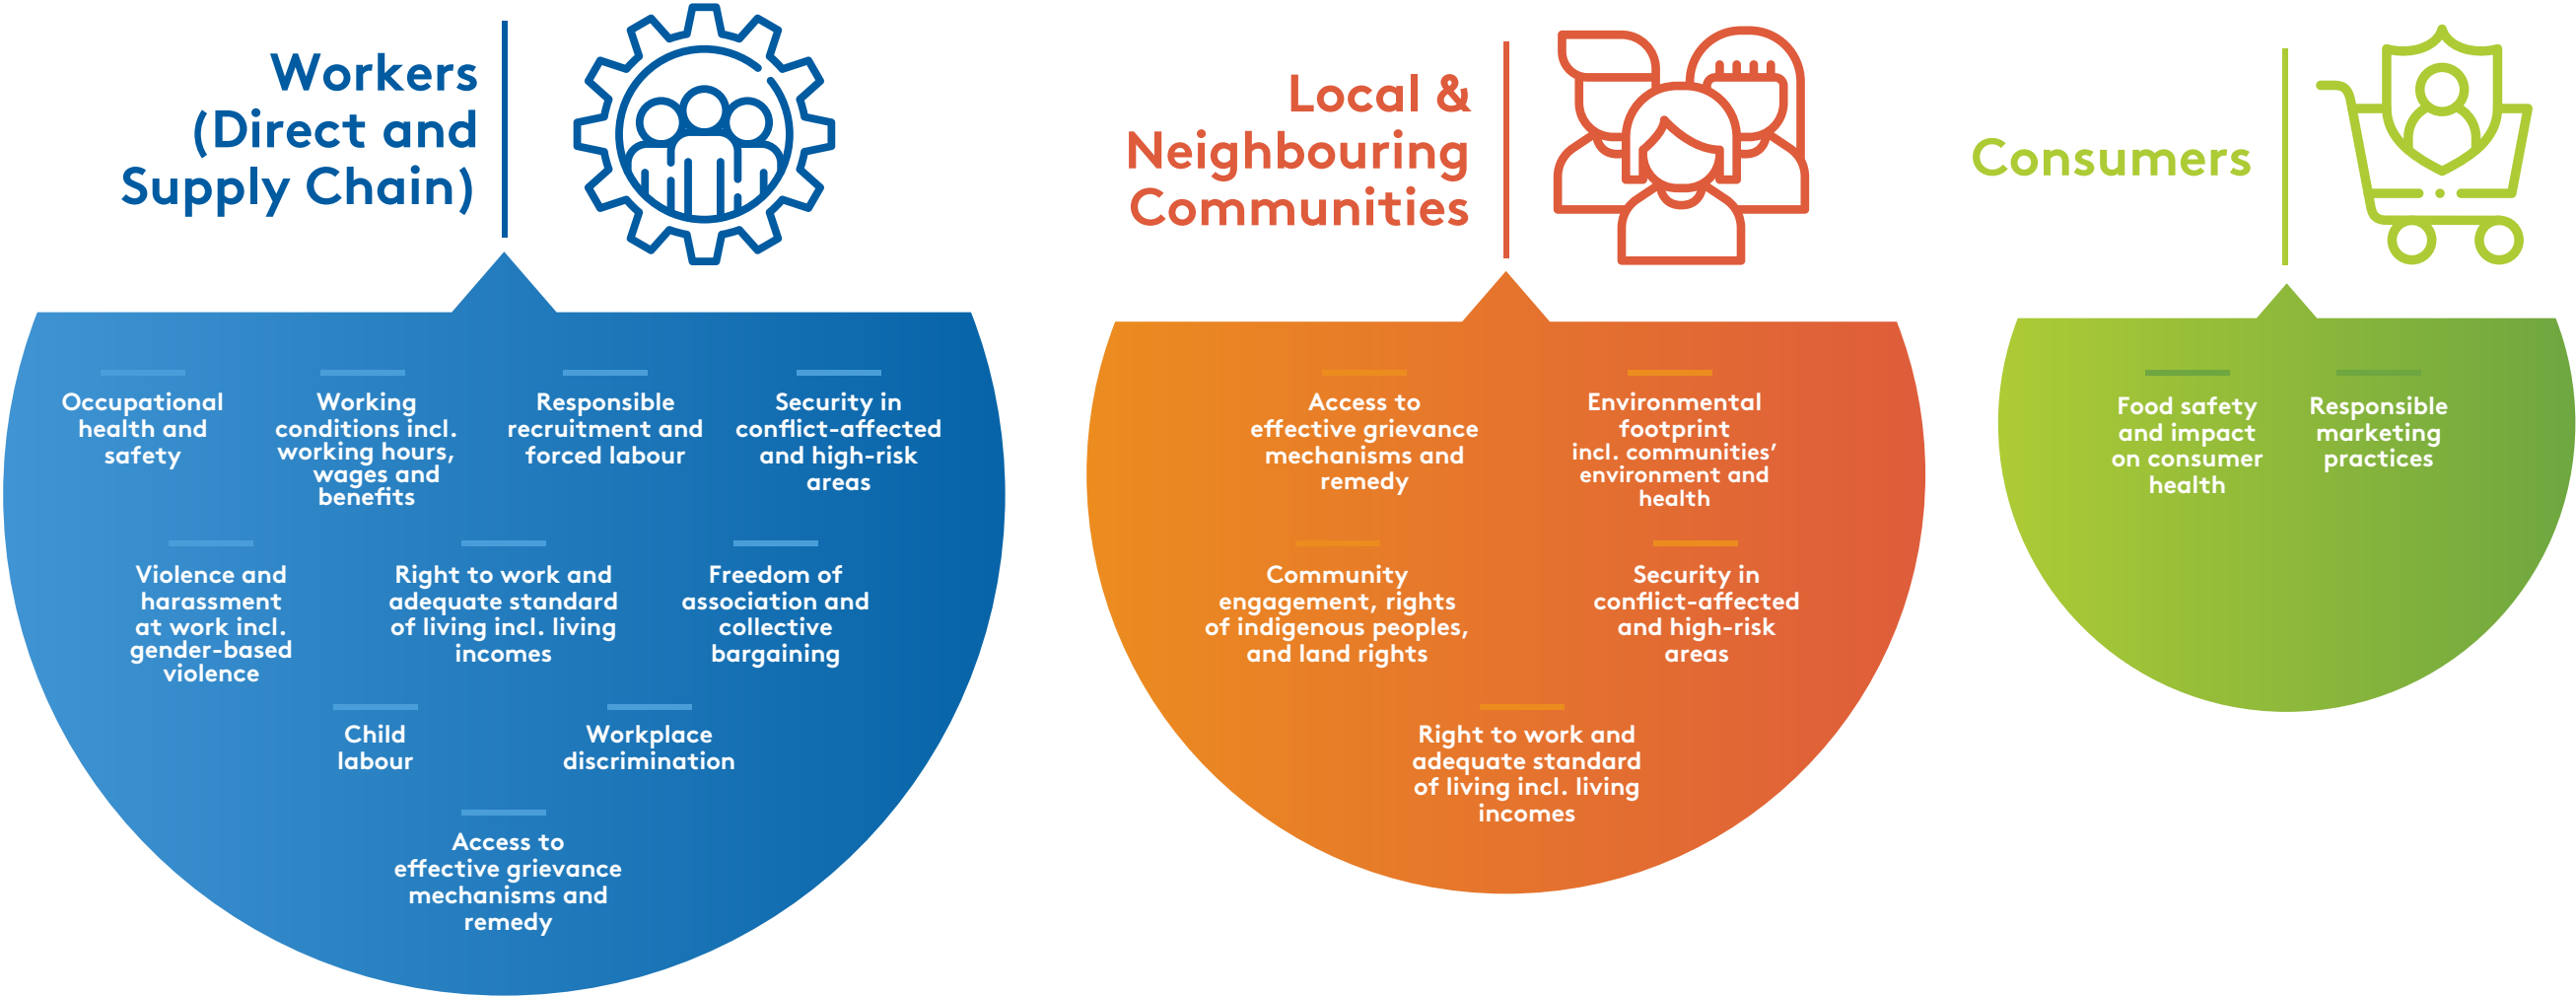 Workers
(Direct and
Supply Chain)
Occupational
health and
safety
Working
conditions incl.
working hours,
wages and
benefits
Responsible
recruitment and
forced labour
Security in
conflict-affected
and high-risk
areas
Violence and
harassment
at work incl.
gender-based
violence
Right to work and
adequate standard
of living incl. living
incomes
Freedom of
association and
collective
bargaining
Child
labour
Workplace
discrimination
Access to
effective grievance
mechanisms and
remedy
Local &
Neighbouring
Communities
Access to
effective grievance
mechanisms and
remedy
Environmental
footprint
incl. communities’
environment and
health
Community
engagement, rights
of indigenous peoples,
and land rights
Security in
conflict-affected
and high-risk
areas
Right to work and
adequate standard
of living incl. living
incomes
Consumers
Food safety
and impact
on consumer
health
Responsible
marketing
practices